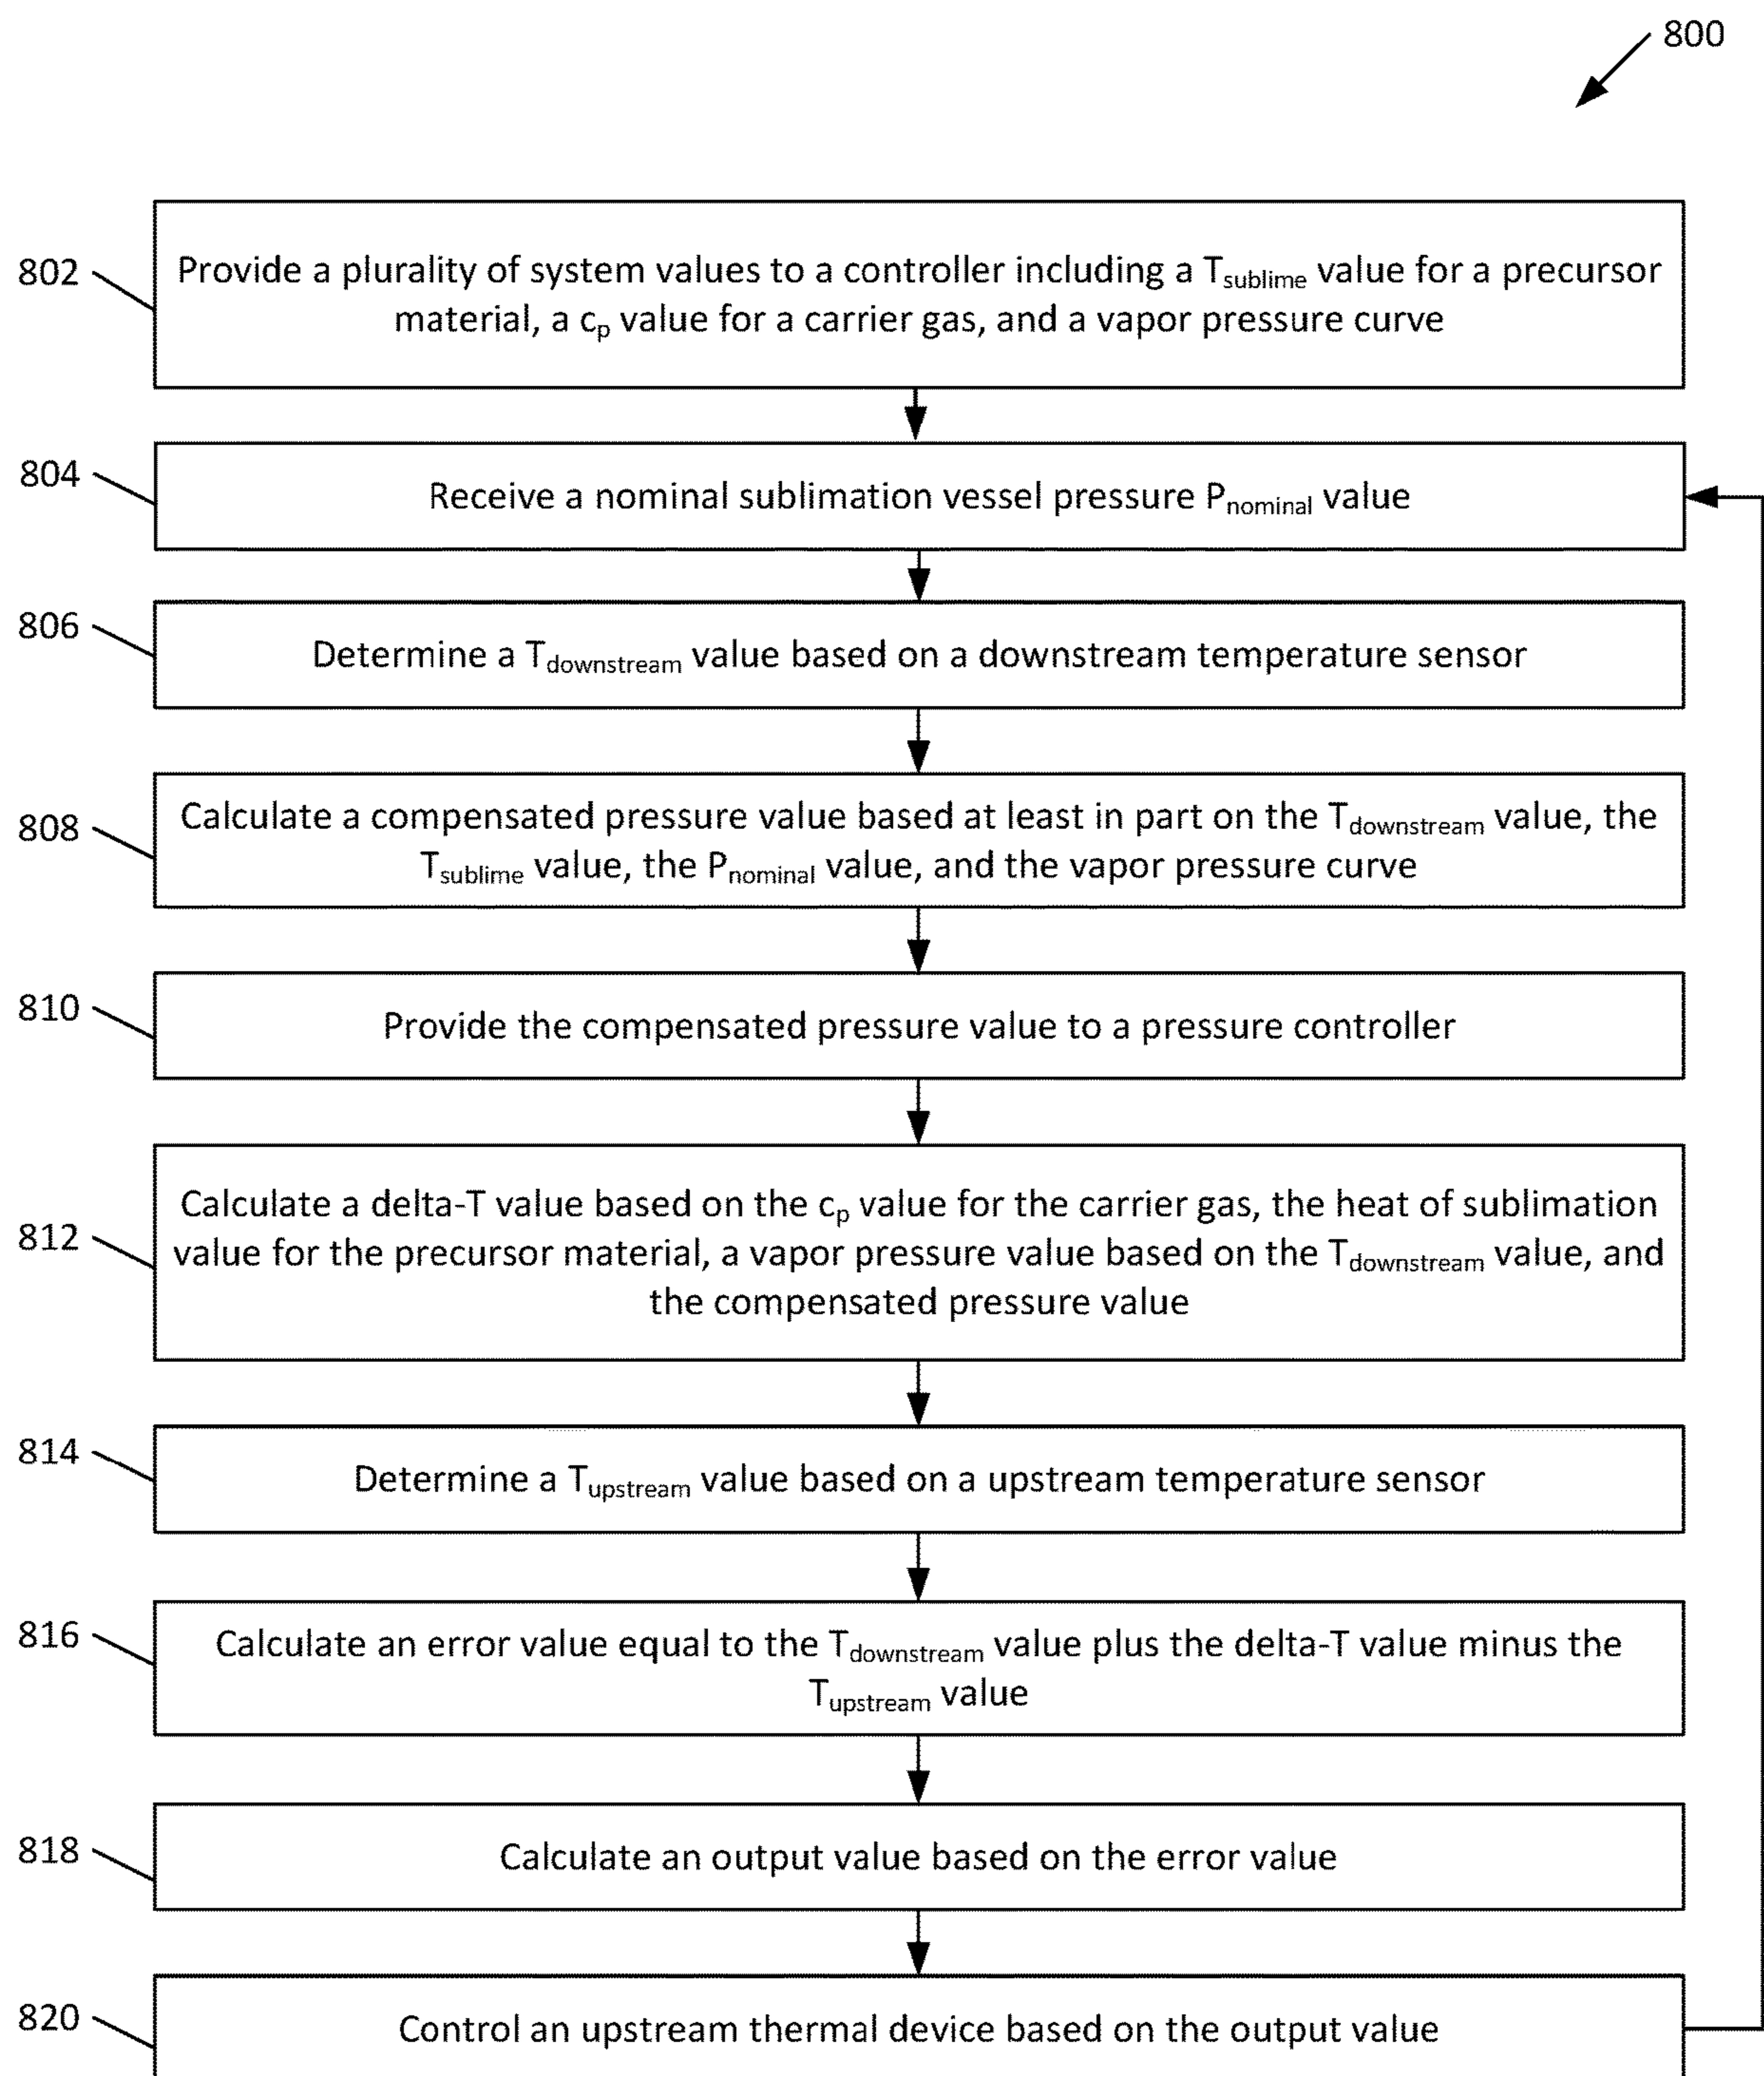 800
802
Provide a plurality of system values to a controller including a Tsublime value for a precursor
material, a cp value for a carrier gas, and a vapor pressure curve
804
Receive a nominal sublimation vessel pressure Pnominal value
806
Determine a Tdownstream value based on a downstream temperature sensor
808
Calculate a compensated pressure value based at least in part on the Tdownstream value, the
Tsublime value, the Pnominal value, and the vapor pressure curve
810
Provide the compensated pressure value to a pressure controller
812
Calculate a delta-T value based on the cp value for the carrier gas, the heat of sublimation
value for the precursor material, a vapor pressure value based on the Tdownstream value, and
the compensated pressure value
814
Determine a Tupstream value based on a upstream temperature sensor
816
Calculate an error value equal to the Tdownstream value plus the delta-T value minus the
Tupstream value
818
Calculate an output value based on the error value
820
Control an upstream thermal device based on the output value